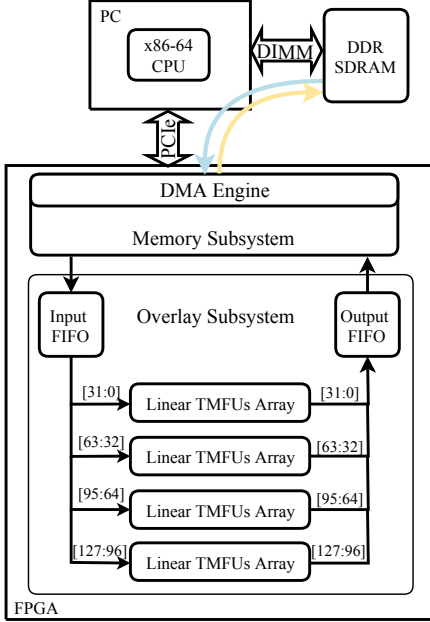 PC
x86-64
CPU
DIMM
DDR
SDRAM
PCIe
DMA Engine
Memory Subsystem
Input
FIFO
Overlay Subsystem
Output
FIFO
[31:0]
Linear TMFUs Array
[31:0]
[63:32]
Linear TMFUs Array
[63:32]
[95:64]
Linear TMFUs Array
[95:64]
[127:96]
Linear TMFUs Array
[127:96]
FPGA